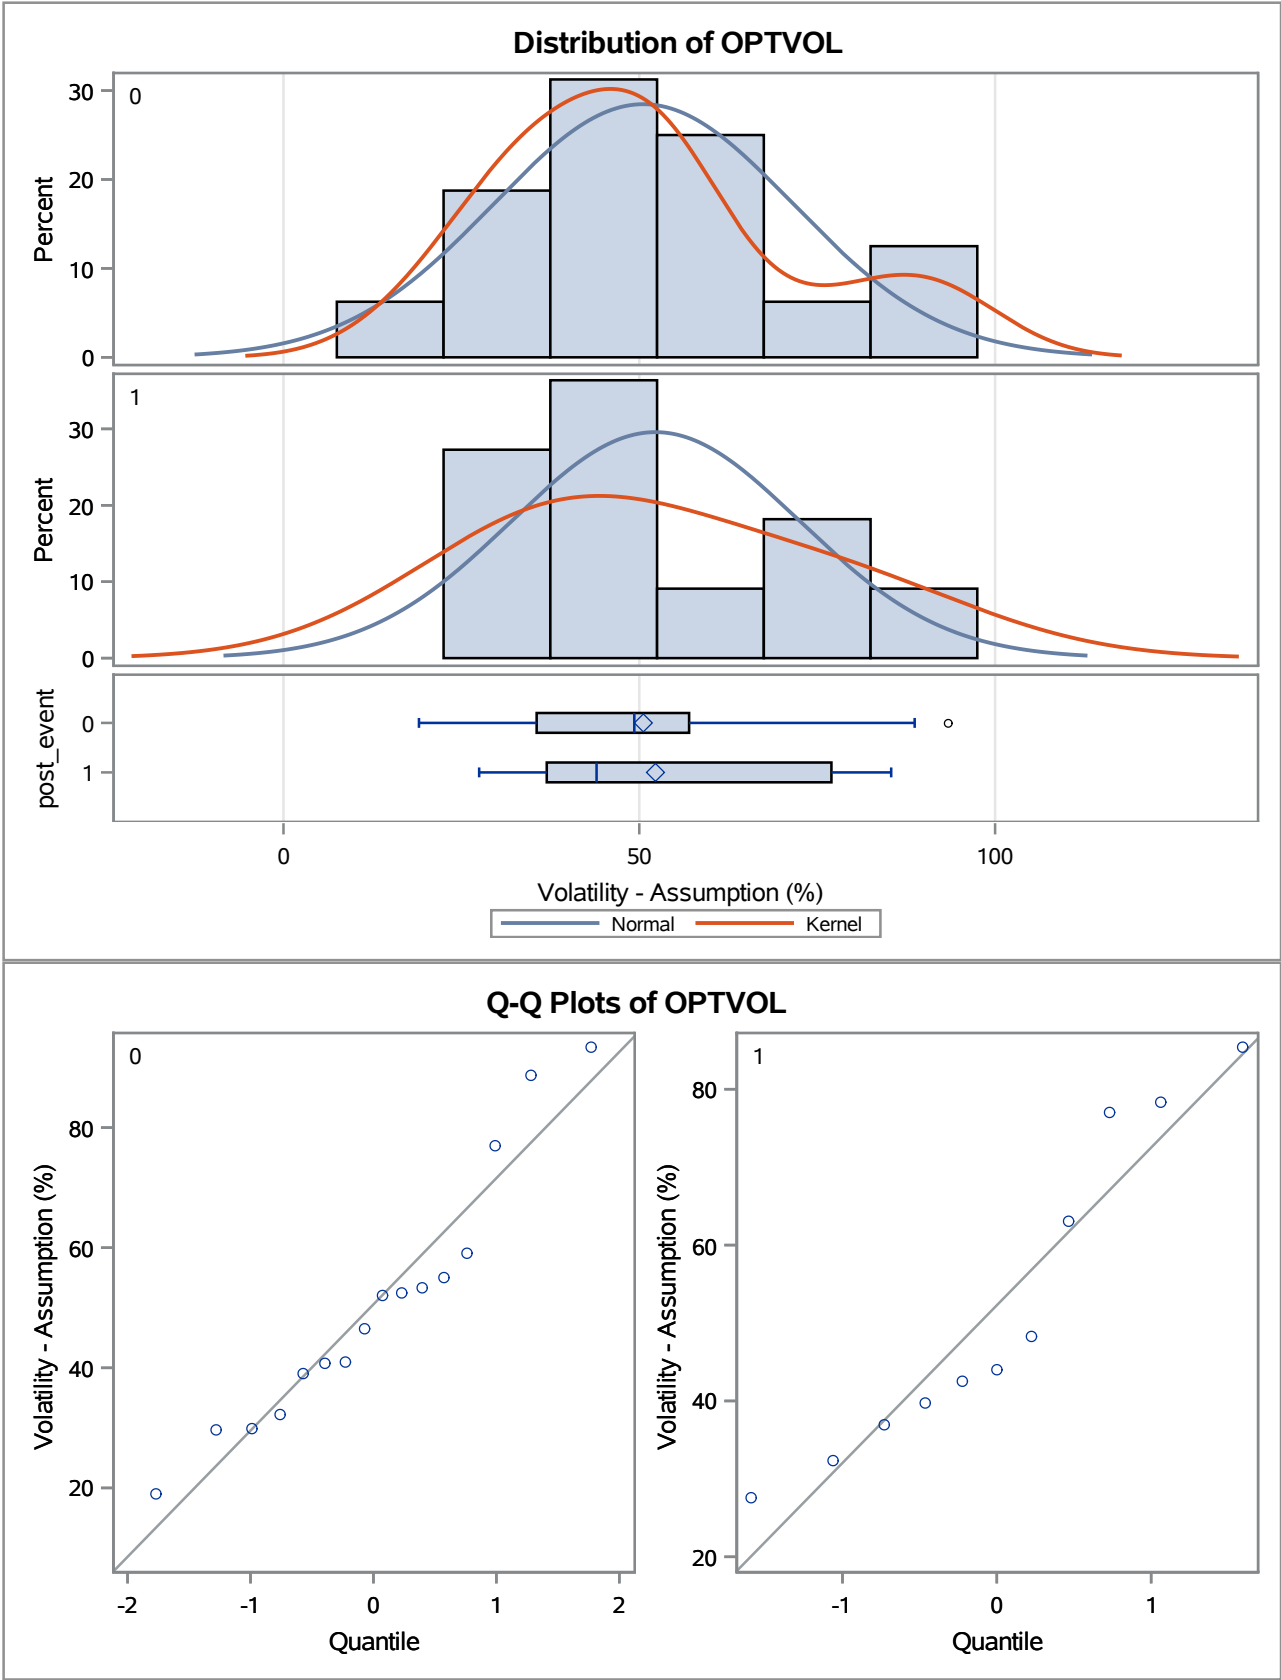 Distribution of OPTVOL
0
30
20
10
0
Percent
1
30
20
10
0
Percent
post_event
0
1
0 50 100
Volatility - Assumption (%)
Normal Kernel
Q-Q Plots of OPTVOL
0
80
60
40
20
Volatility - Assumption (%)
-2 -1 0 1 2
Quantile
1
80
60
40
20
Volatility - Assumption (%)
-1 0 1
Quantile